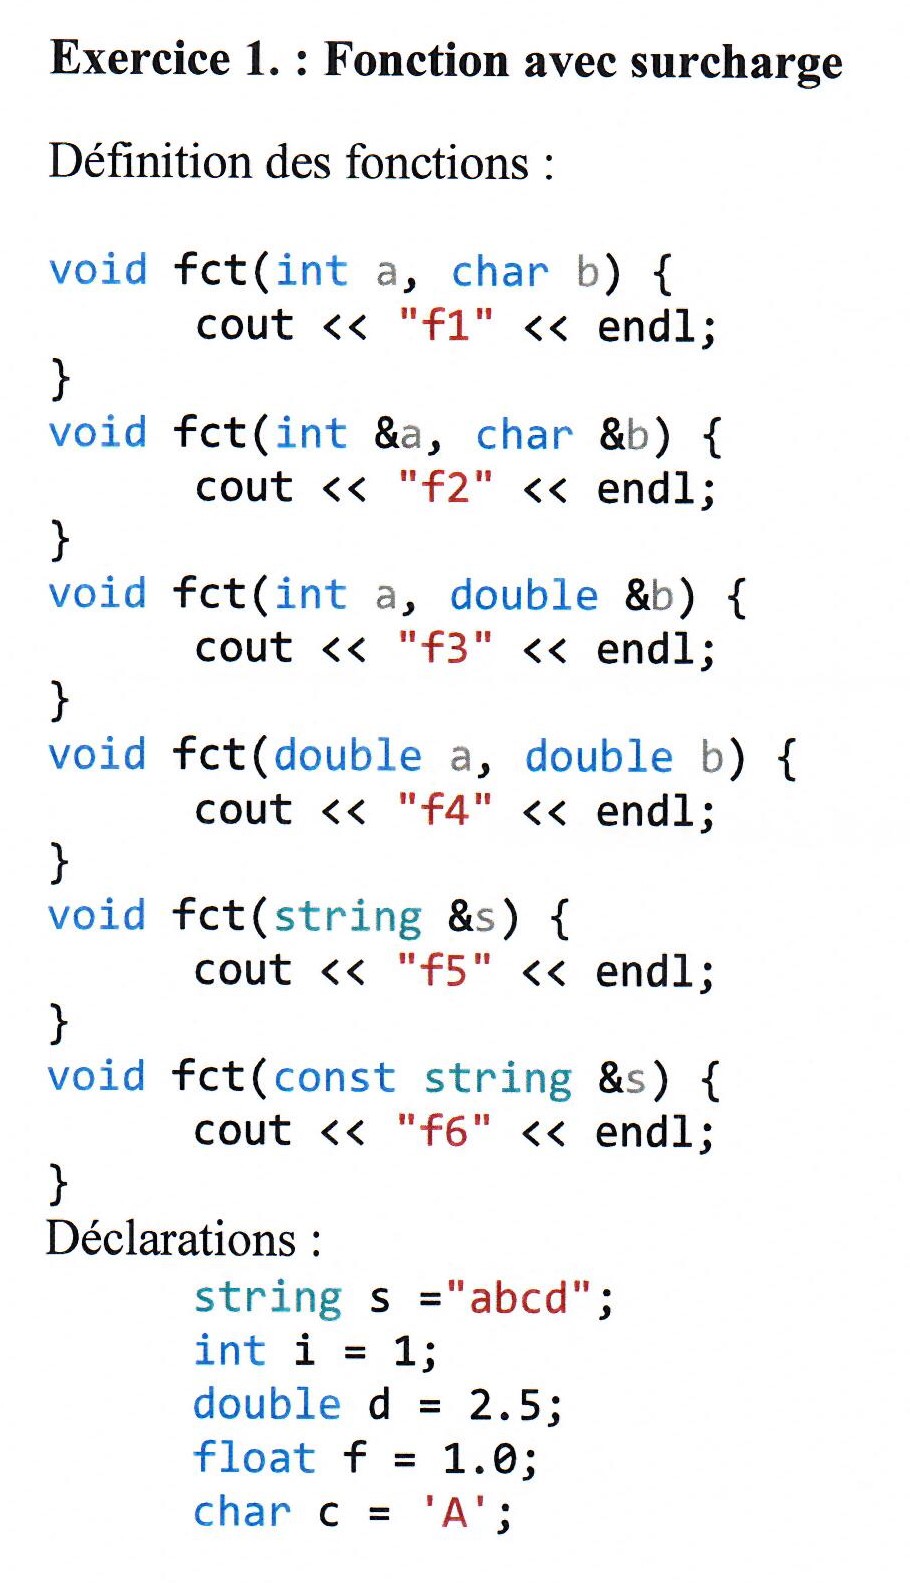 Exercice 1. : Fonction avec surcharge
Définition des fonctions :
void fct(int a, char b) {
cout << "f1" << endl;
}
void fct(int &a, char &b) {
cout << "f2" << endl;
}
void fct(int a, double &b) {
cout << "f3" << endl;
}
void fct(double a, double b) {
cout << "f4" << endl;
}
void fct(string &s) {
cout << "f5" << endl;
}
void fct(const string &s) {
cout << "f6" << endl;
}
Déclarations :
string s ="abcd";
int i = 1;
double d = 2.5;
float f = 1.0;
char c = 'A';